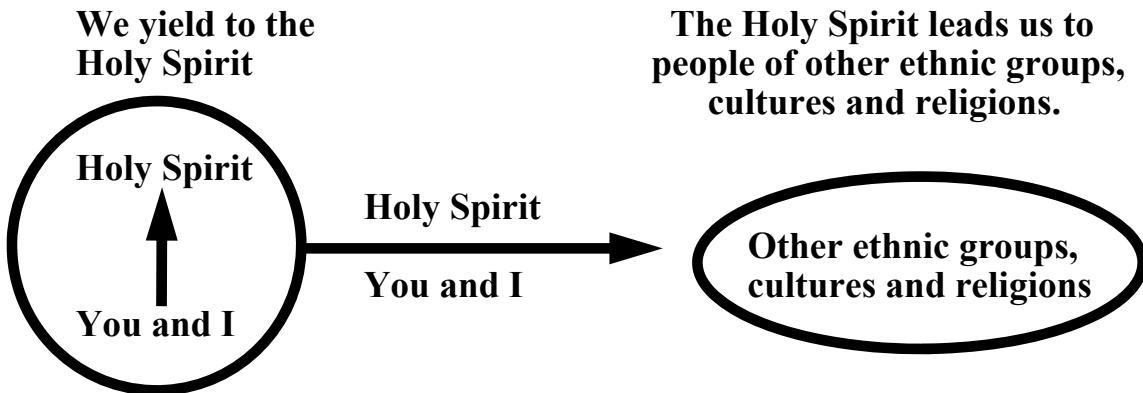 We yield to the
Holy Spirit
The Holy Spirit leads us to
people of other ethnic groups,
cultures and religions.
Holy Spirit
You and I
Holy Spirit
You and I
Other ethnic groups,
cultures and religions